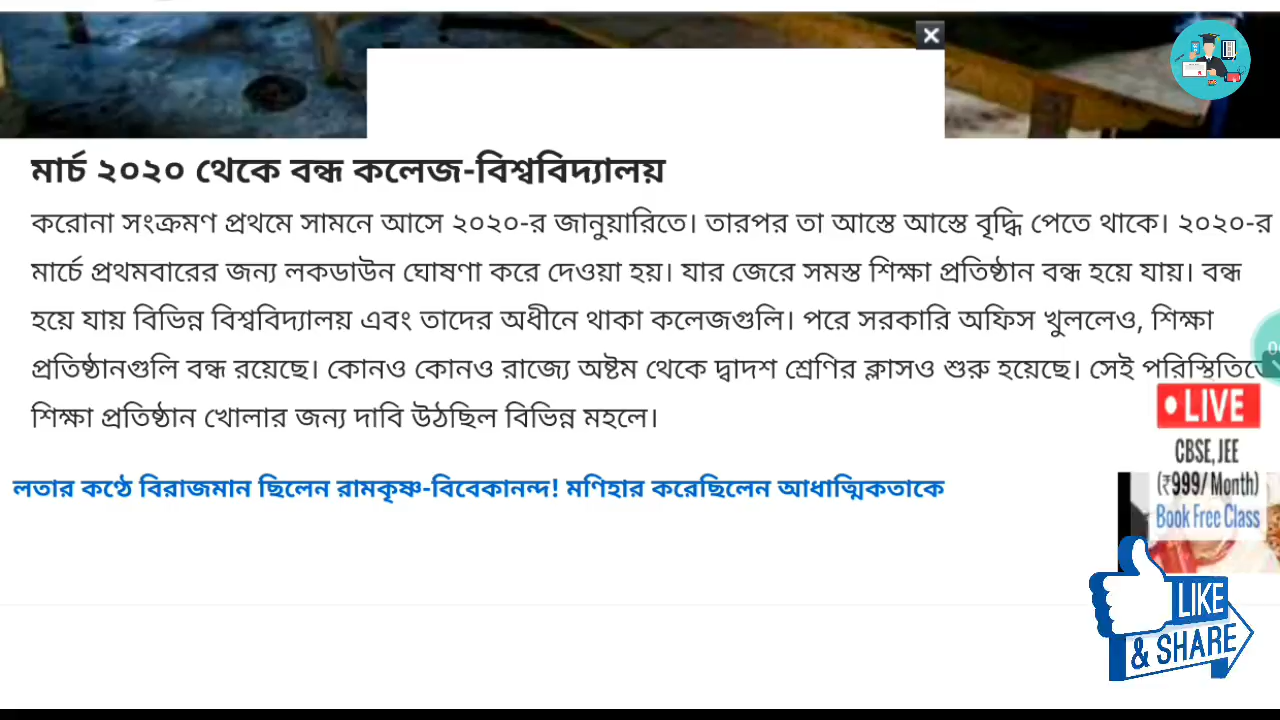 মার্চ ২০২০ থেকে বন্ধ কলেজ-বিশ্ববিদ্যালয়
করোনা সংক্রমণ প্রথমে সামনে আসে ২০২০-র জানুয়ারিতে। তারপর তা আস্তে আস্তে বৃদ্ধি পেতে থাকে। ২০২০-র
মার্চে প্রথমবারের জন্য লকডাউন ঘোষণা করে দেওয়া হয়। যার জেরে সমস্ত শিক্ষা প্রতিষ্ঠান বন্ধ হয়ে যায়। বন্ধ
হয়ে যায় বিভিন্ন বিশ্ববিদ্যালয় এবং তাদের অধীনে থাকা কলেজগুলি। পরে সরকারি অফিস খুললেও, শিক্ষা
প্রতিষ্ঠানগুলি বন্ধ রয়েছে। কোনও কোনও রাজ্যে অষ্টম থেকে দ্বাদশ শ্রেণির ক্লাসও শুরু হয়েছে। সেই পরিস্থিতিতে
শিক্ষা প্রতিষ্ঠান খোলার জন্য দাবি উঠছিল বিভিন্ন মহলে।
LIVE
CBSE, JEE
(₹999/ Month)
Book Free Class
লতার কণ্ঠে বিরাজমান ছিলেন রামকৃষ্ণ-বিবেকানন্দ! মণিহার করেছিলেন আধাত্মিকতাকে
LIKE
& SHARE